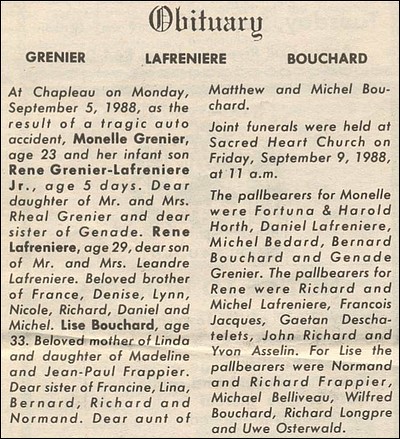 Obituary
GRENIER LAFRENIERE BOUCHARD
At Chapleau on Monday,
September 5, 1988, as the
result of a tragic auto
accident, Monelle Grenier,
age 23 and her infant son
Rene Grenier-Lafreniere
Jr., age 5 days. Dear
daughter of Mr. and Mrs.
Rheal Grenier and dear
sister of Genade. Rene
Lafreniere, age 29, dear son
of Mr. and Mrs. Leandre
Lafreniere. Beloved brother
of France, Denise, Lynn,
Nicole, Richard, Daniel and
Michel. Lise Bouchard, age
33. Beloved mother of Linda
and daughter of Madeline
and Jean-Paul Frappier.
Dear sister of Francine, Lina,
Bernard, Richard and
Normand. Dear aunt of
Matthew and Michel Bou-
chard.
Joint funerals were held at
Sacred Heart Church on
Friday, September 9, 1988,
at 11 a.m.
The pallbearers for Monelle
were Fortuna & Harold
Horth, Daniel Lafreniere,
Michel Bedard, Bernard
Bouchard and Genade
Grenier. The pallbearers for
Rene were Richard and
Michel Lafreniere, Francois
Jacques, Gaetan Descha-
telets, John Richard and
Yvon Asselin. For Lise the
pallbearers were Normand
and Richard Frappier,
Michael Belliveau, Wilfred
Bouchard, Richard Longpre
and Uwe Osterwald.